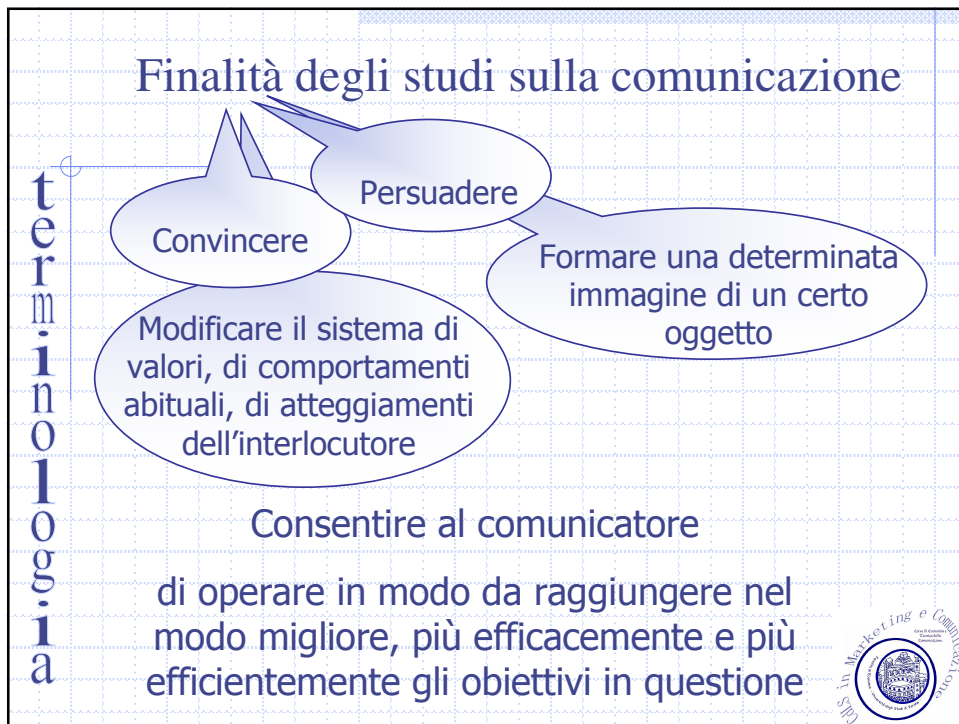 Finalità degli studi sulla comunicazione
terminologia
Persuadere
Convincere
Formare una determinata
immagine di un certo
oggetto
Modificare il sistema di
valori, di comportamenti
abituali, di atteggiamenti
dell'interlocutore
Consentire al comunicatore
di operare in modo da raggiungere nel
modo migliore, più efficacemente e più
efficientemente gli obiettivi in questione
CdLS in Marketing e Comunicazione